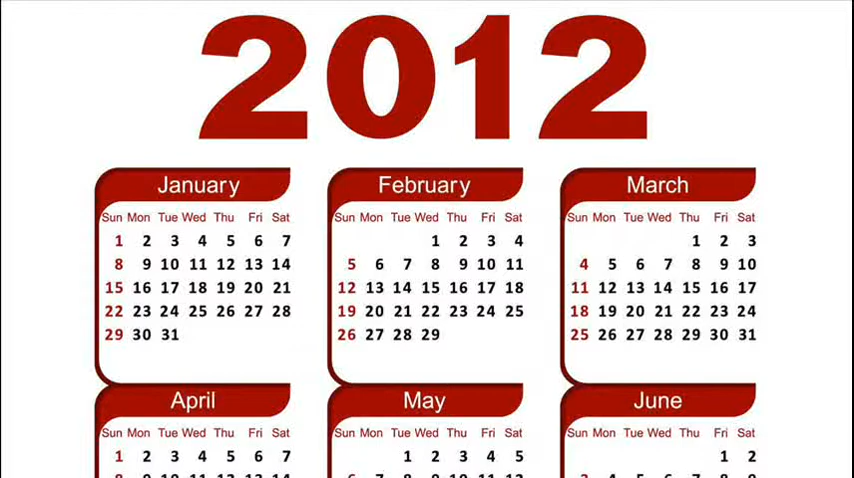 2012
January February March
Sun Mon Tue Wed Thu Fri Sat Sun Mon Tue Wed Thu Fri Sat Sun Mon Tue Wed Thu Fri Sat
1 2 3 4 5 6 7 1 2 3 4 1 2 3
8 9 10 11 12 13 14 5 6 7 8 9 10 11 4 5 6 7 8 9 10
15 16 17 18 19 20 21 12 13 14 15 16 17 18 11 12 13 14 15 16 17
22 23 24 25 26 27 28 19 20 21 22 23 24 25 18 19 20 21 22 23 24
29 30 31 26 27 28 29 25 26 27 28 29 30 31
April May June
Sun Mon Tue Wed Thu Fri Sat Sun Mon Tue Wed Thu Fri Sat Sun Mon Tue Wed Thu Fri Sat
1 2 3 4 5 6 7 1 2 3 4 5 1 2